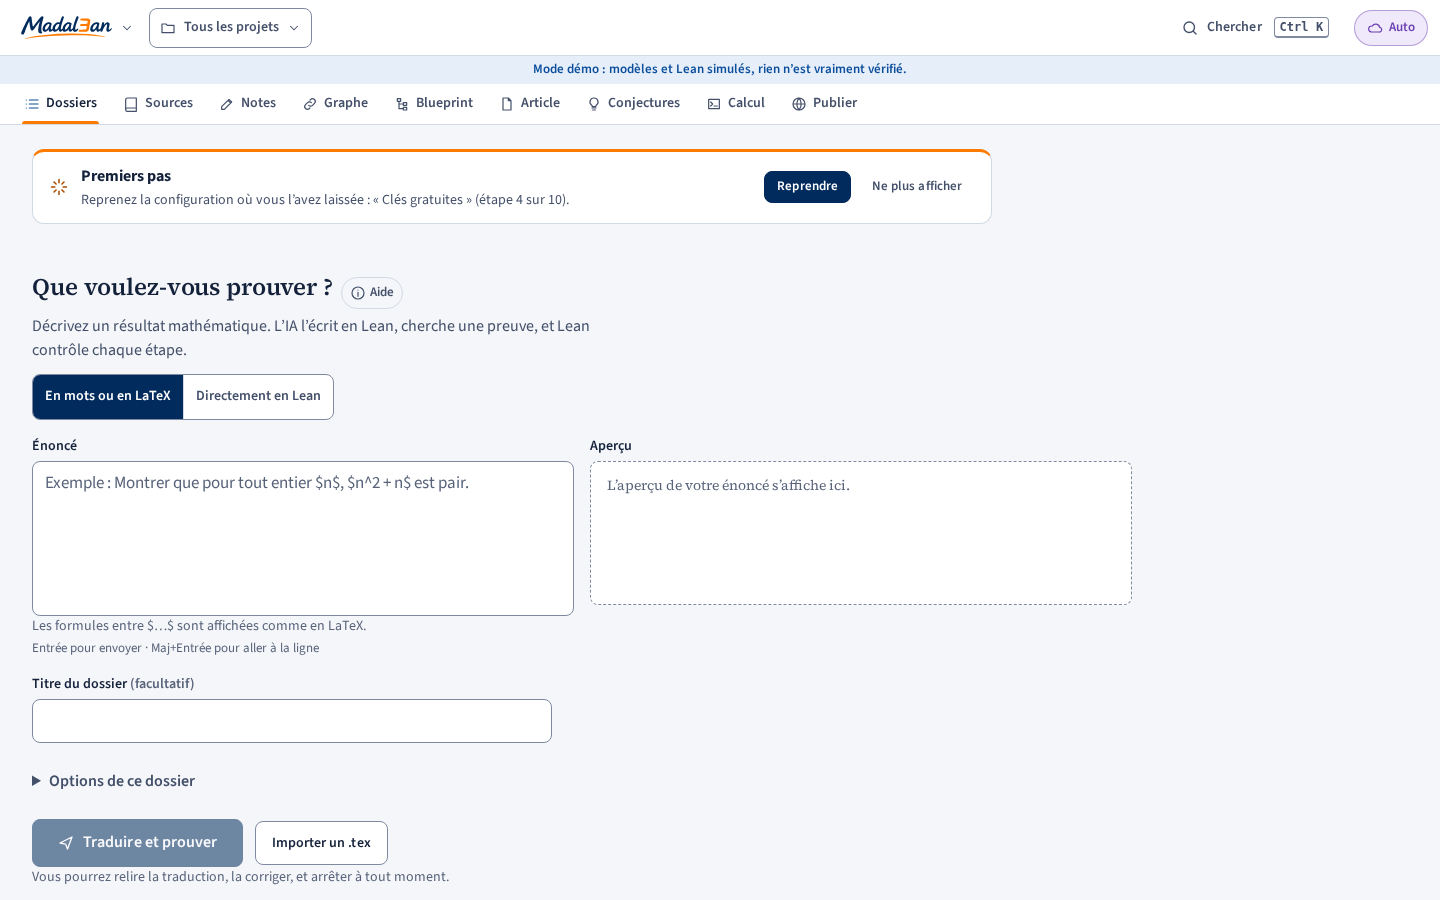 Madal∃an
Tous les projets
Chercher
Ctrl K
Auto
Mode démo : modèles et Lean simulés, rien n’est vraiment vérifié.
Dossiers
Sources
Notes
Graphe
Blueprint
Article
Conjectures
Calcul
Publier
Premiers pas
Reprenez la configuration où vous l’avez laissée : « Clés gratuites » (étape 4 sur 10).
Reprendre
Ne plus afficher
Que voulez-vous prouver ?
Aide
Décrivez un résultat mathématique. L’IA l’écrit en Lean, cherche une preuve, et Lean
contrôle chaque étape.
En mots ou en LaTeX
Directement en Lean
Énoncé
Aperçu
Exemple : Montrer que pour tout entier $n$, $n^2 + n$ est pair.
L’aperçu de votre énoncé s’affiche ici.
Les formules entre $…$ sont affichées comme en LaTeX.
Entrée pour envoyer · Maj+Entrée pour aller à la ligne
Titre du dossier (facultatif)
Options de ce dossier
Traduire et prouver
Importer un .tex
Vous pourrez relire la traduction, la corriger, et arrêter à tout moment.